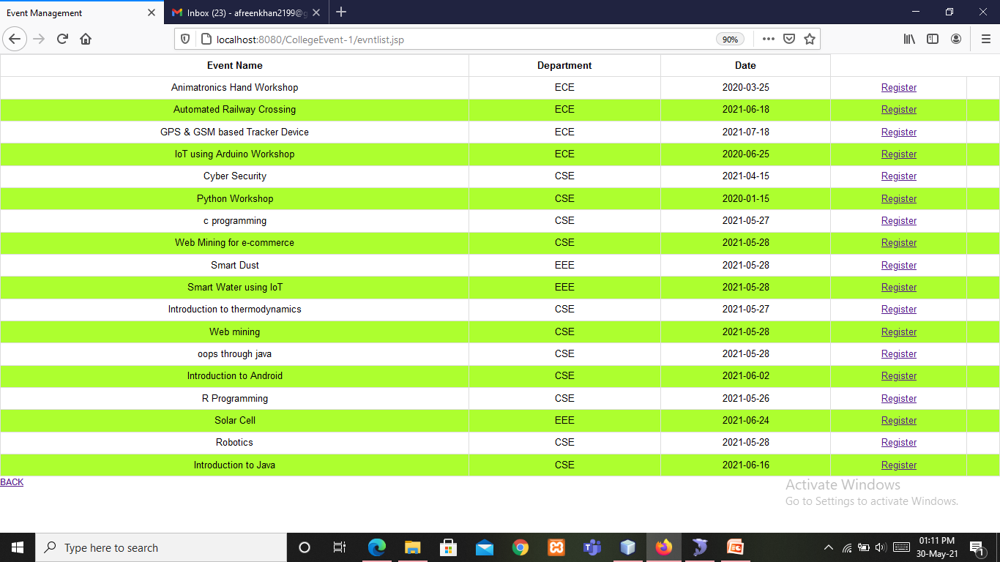 Event Management
Inbox (23) - afreenkhan2199@g
localhost:8080/CollegeEvent-1/evntlist.jsp
90%
Event Name Department Date
Animatronics Hand Workshop ECE 2020-03-25 Register
Automated Railway Crossing ECE 2021-06-18 Register
GPS & GSM based Tracker Device ECE 2021-07-18 Register
IoT using Arduino Workshop ECE 2020-06-25 Register
Cyber Security CSE 2021-04-15 Register
Python Workshop CSE 2020-01-15 Register
c programming CSE 2021-05-27 Register
Web Mining for e-commerce CSE 2021-05-28 Register
Smart Dust EEE 2021-05-28 Register
Smart Water using IoT EEE 2021-05-28 Register
Introduction to thermodynamics CSE 2021-05-27 Register
Web mining CSE 2021-05-28 Register
oops through java CSE 2021-05-28 Register
Introduction to Android CSE 2021-06-02 Register
R Programming CSE 2021-05-26 Register
Solar Cell EEE 2021-06-24 Register
Robotics CSE 2021-05-28 Register
Introduction to Java CSE 2021-06-16 Register
BACK
Activate Windows
Go to Settings to activate Windows.
Type here to search
01:11 PM
30-May-21
1